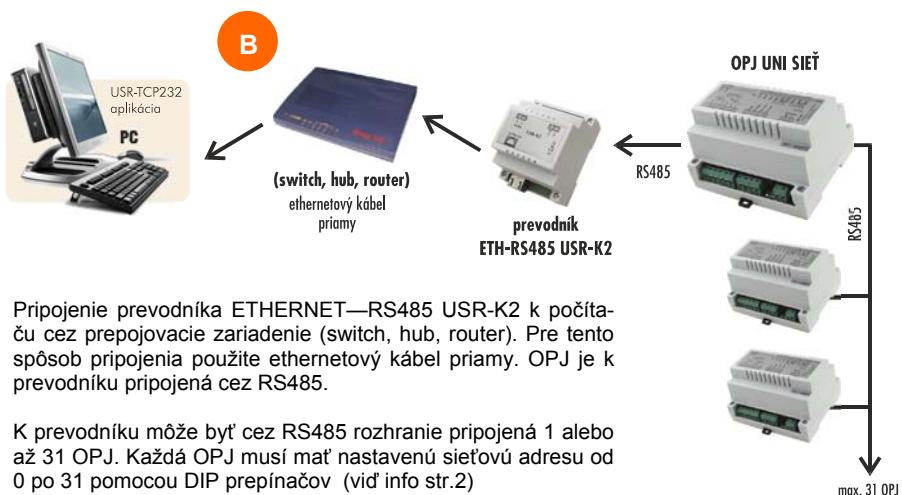 B
OPJ UNI SIEŤ
USR-TCP232
aplikácia
PC
(switch, hub, router)
ethernetový kábel
priamy
RS485
prevodník
ETH-RS485 USR-K2
RS485
Pripojenie prevodníka ETHERNET—RS485 USR-K2 k počíta-
ču cez prepojovacie zariadenie (switch, hub, router). Pre tento
spôsob pripojenia použite ethernetový kábel priamy. OPJ je k
prevodníku pripojená cez RS485.
K prevodníku môže byť cez RS485 rozhranie pripojená 1 alebo
až 31 OPJ. Každá OPJ musí mať nastavenú sieťovú adresu od
0 po 31 pomocou DIP prepínačov (viď info str.2)
max. 31 OPJ